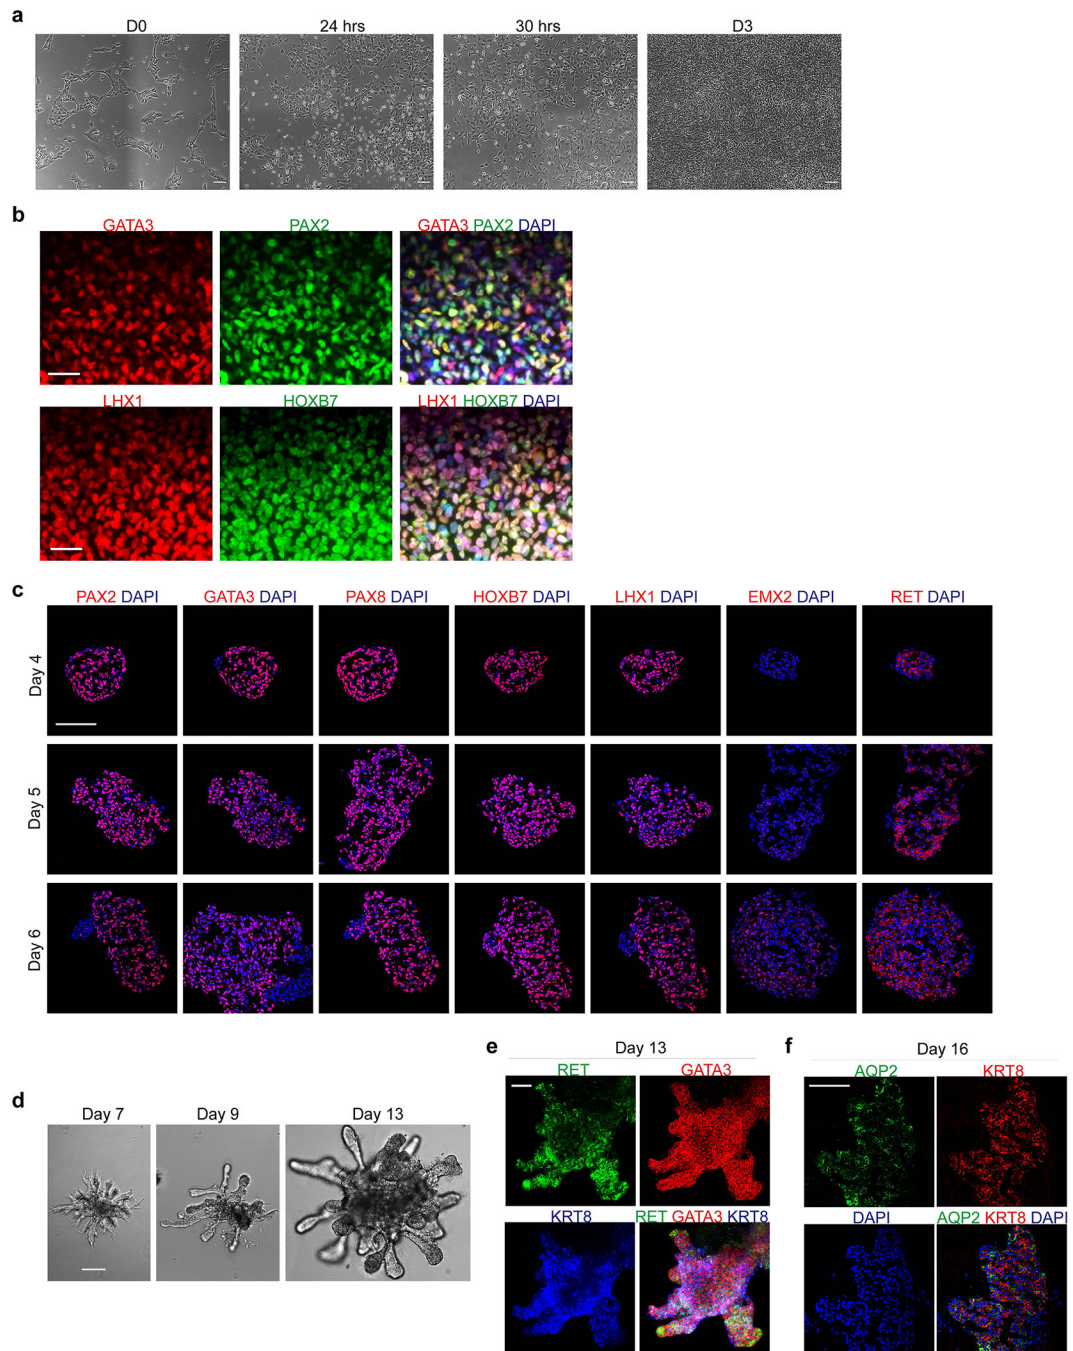 a
D0 24 hrs 30 hrs D3
b
GATA3 PAX2 GATA3 PAX2 DAPI
LHX1 HOXB7 LHX1 HOXB7 DAPI
c
PAX2 DAPI GATA3 DAPI PAX8 DAPI HOXB7 DAPI LHX1 DAPI EMX2 DAPI RET DAPI
Day 4
Day 5
Day 6
d
Day 7 Day 9 Day 13
e
Day 13
RET GATA3
KRT8 RET GATA3 KRT8
f
Day 16
AQP2 KRT8
DAPI AQP2 KRT8 DAPI